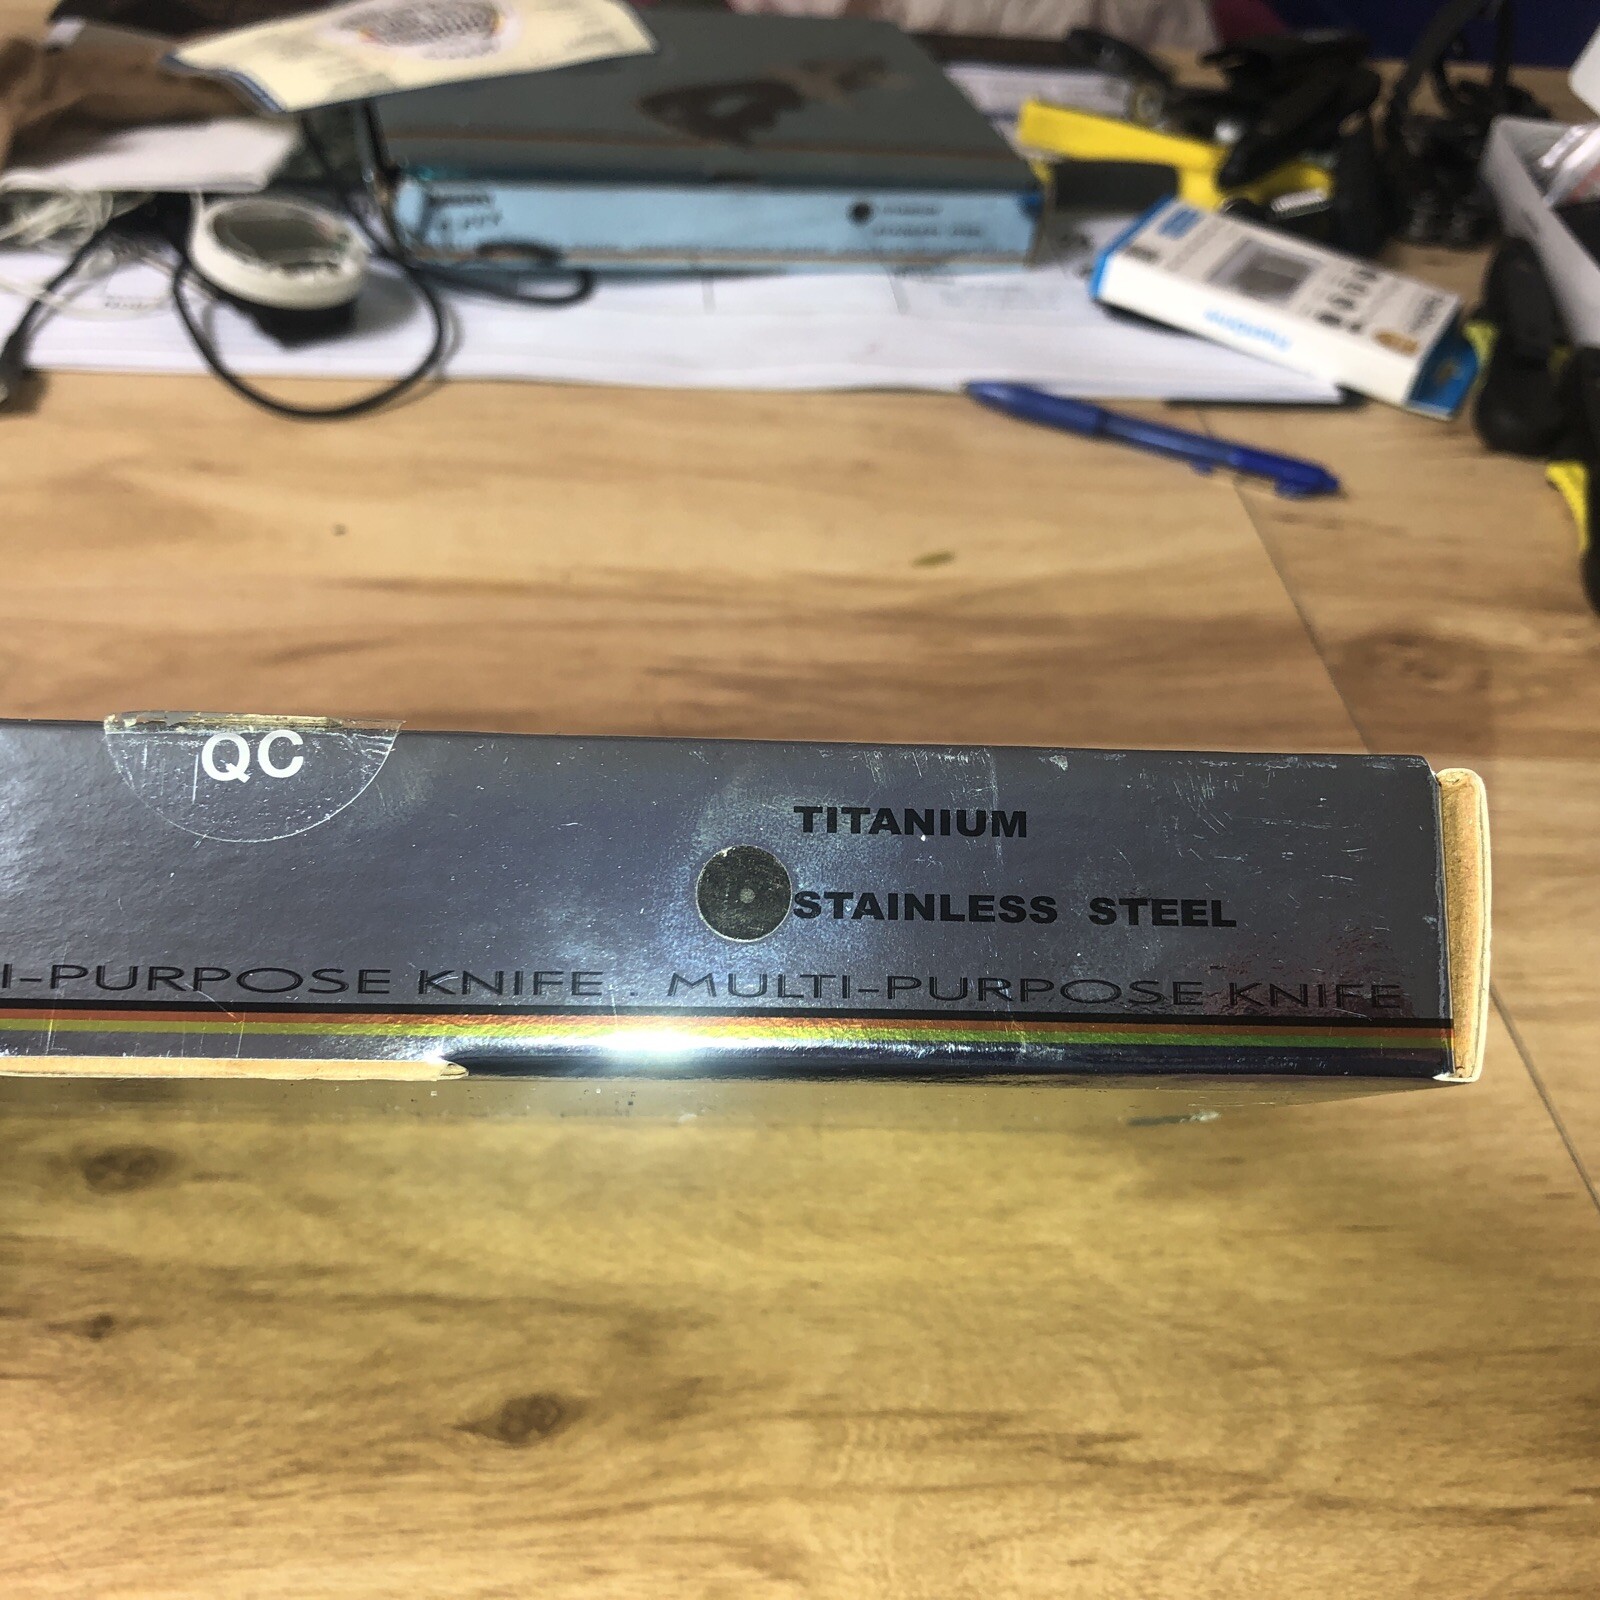 QC
TITANIUM
STAINLESS STEEL
I-PURPOSE KNIFE . MULTI-PURPOSE KNIFE